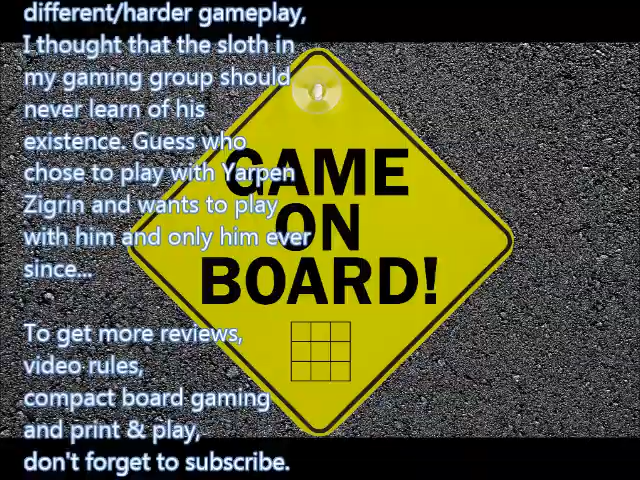 different/harder gameplay,
I thought that the sloth in
my gaming group should
never learn of his
existence. Guess who
chose to play with Yarpen
Zigrin and wants to play
with him and only him ever
since...
To get more reviews,
video rules,
compact board gaming
and print & play,
don't forget to subscribe.
GAME
ON
BOARD!